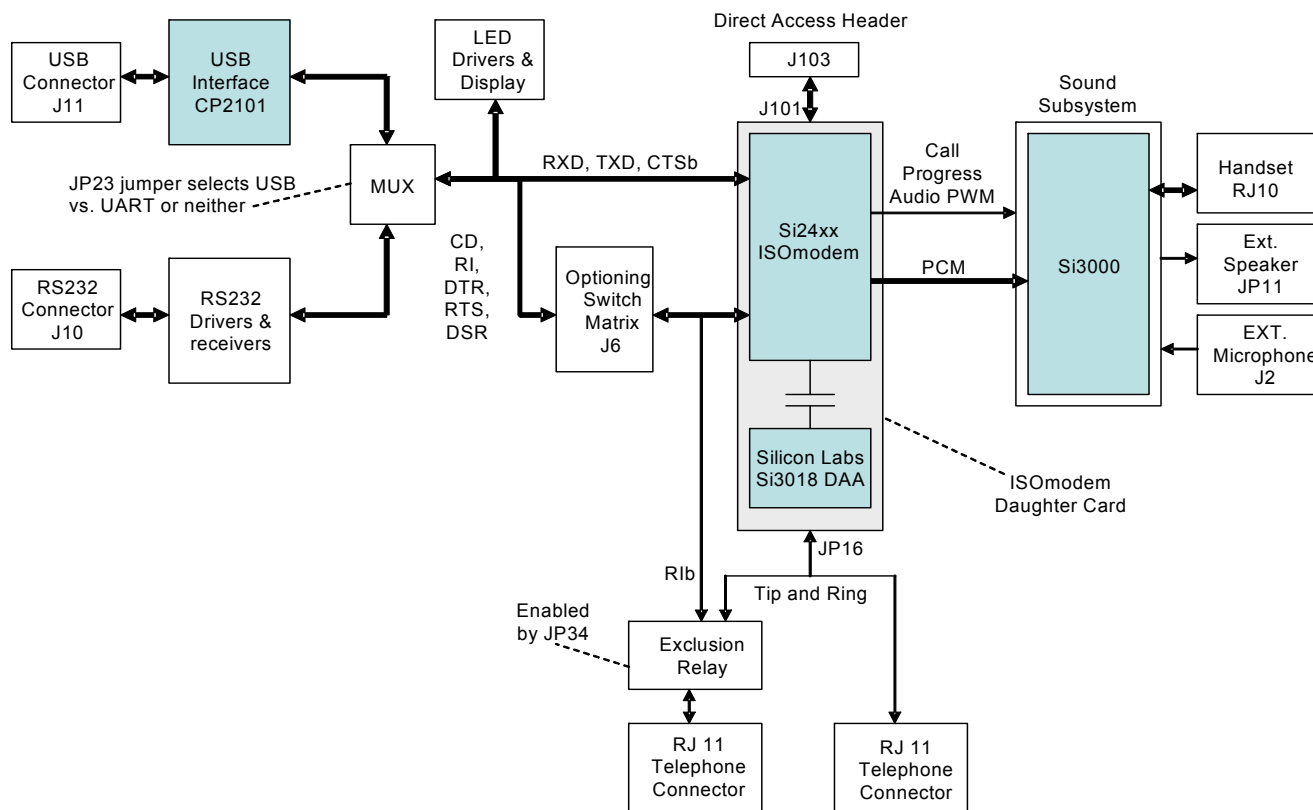 Direct Access Header
USB
Connector
J11
USB
Interface
CP2101
LED
Drivers &
Display
J103
J101
Sound
Subsystem
JP23 jumper selects USB
vs. UART or neither
MUX
RXD, TXD, CTSb
Si24xx
ISOmodem
Call
Progress
Audio PWM
PCM
Si3000
Handset
RJ10
Ext.
Speaker
JP11
EXT.
Microphone
J2
RS232
Connector
J10
RS232
Drivers &
receivers
CD,
RI,
DTR,
RTS,
DSR
Optioning
Switch
Matrix
J6
Silicon Labs
Si3018 DAA
ISOmodem
Daughter Card
JP16
RIb
Tip and Ring
Enabled
by JP34
Exclusion
Relay
RJ 11
Telephone
Connector
RJ 11
Telephone
Connector